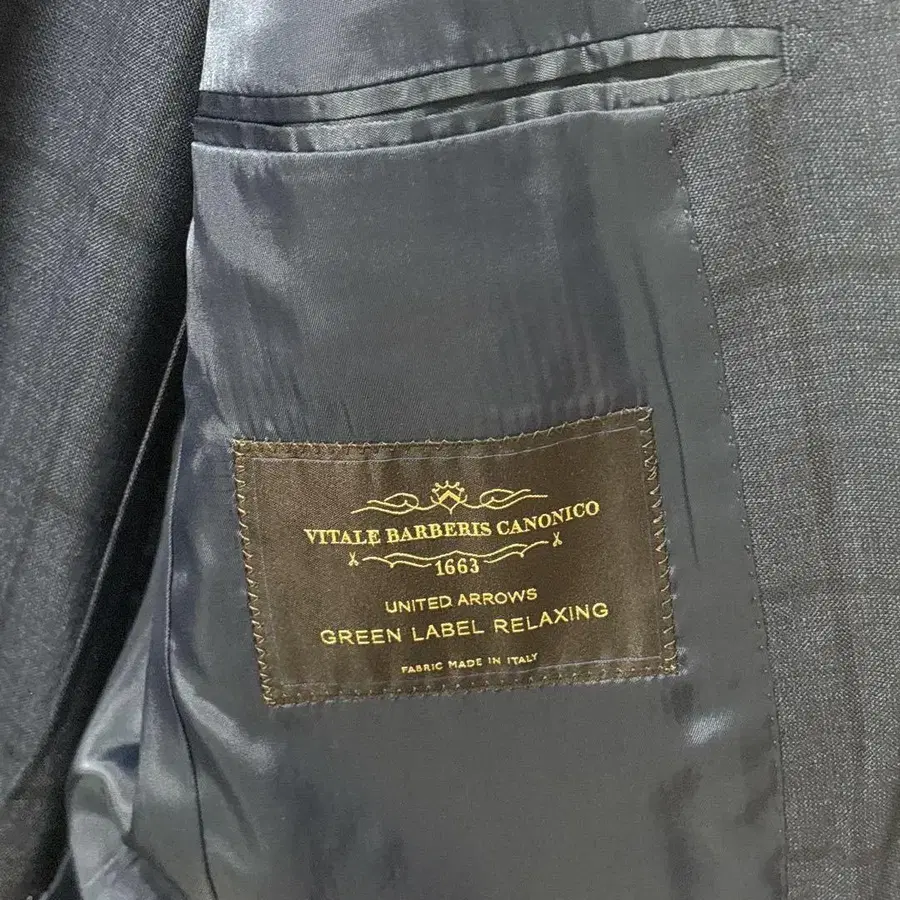 VITALE BARBERIS CANONICO
1663
UNITED ARROWS
GREEN LABEL RELAXING
FABRIC MADE IN ITALY